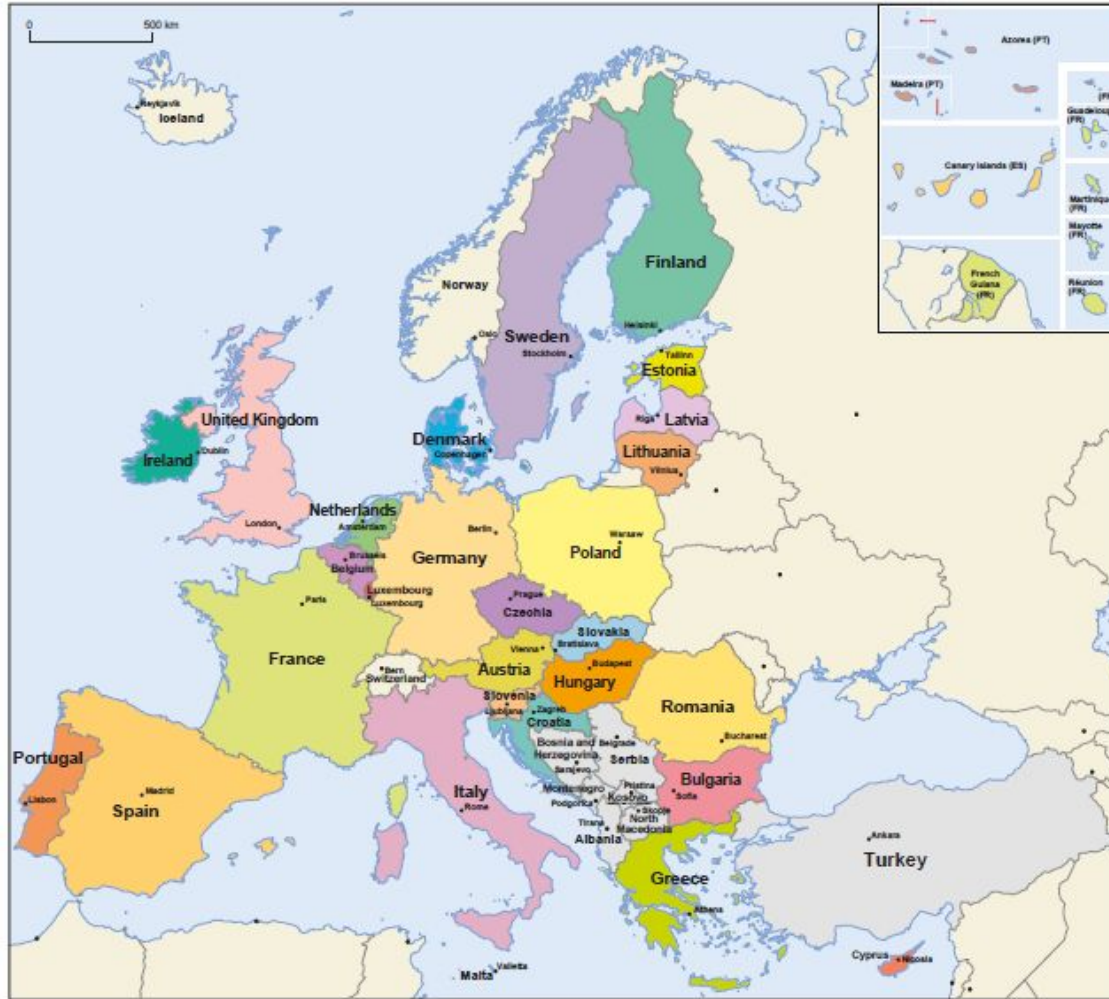 0 500 km
Azores (PT)
Madeira (PT)
Guadeloup
(FR)
Canary Islands (ES)
Martiniqu
(FR)
Mayotte
(FR)
French
Guiana
(FR)
Réunion
(FR)
Reykjavik
Iceland
Finland
Norway
Helsinki
Oslo
Sweden
Stockholm
Tallinn
Estonia
Riga
Latvia
United Kingdom
Denmark
Copenhagen
Lithuania
Vilnius
Dublin
Ireland
London
Netherlands
Amsterdam
Berlin
Germany
Warsaw
Poland
Brussels
Belgium
Luxembourg
Luxembourg
Paris
Prague
Czechia
Slovakia
Bratislava
Vienna
Austria
France
Bern
Switzerland
Budapest
Hungary
Slovenia
Ljubljana
Zagreb
Croatia
Romania
Bucharest
Bosnia and
Herzegovina
Sarajevo
Belgrade
Serbia
Portugal
Lisbon
Madrid
Spain
Italy
Rome
Montenegro
Podgorica
Pristina
Kosovo
Bulgaria
Sofia
Skopje
North
Macedonia
Tirana
Albania
Ankara
Turkey
Greece
Athens
Malta
Valletta
Cyprus
Nicosia